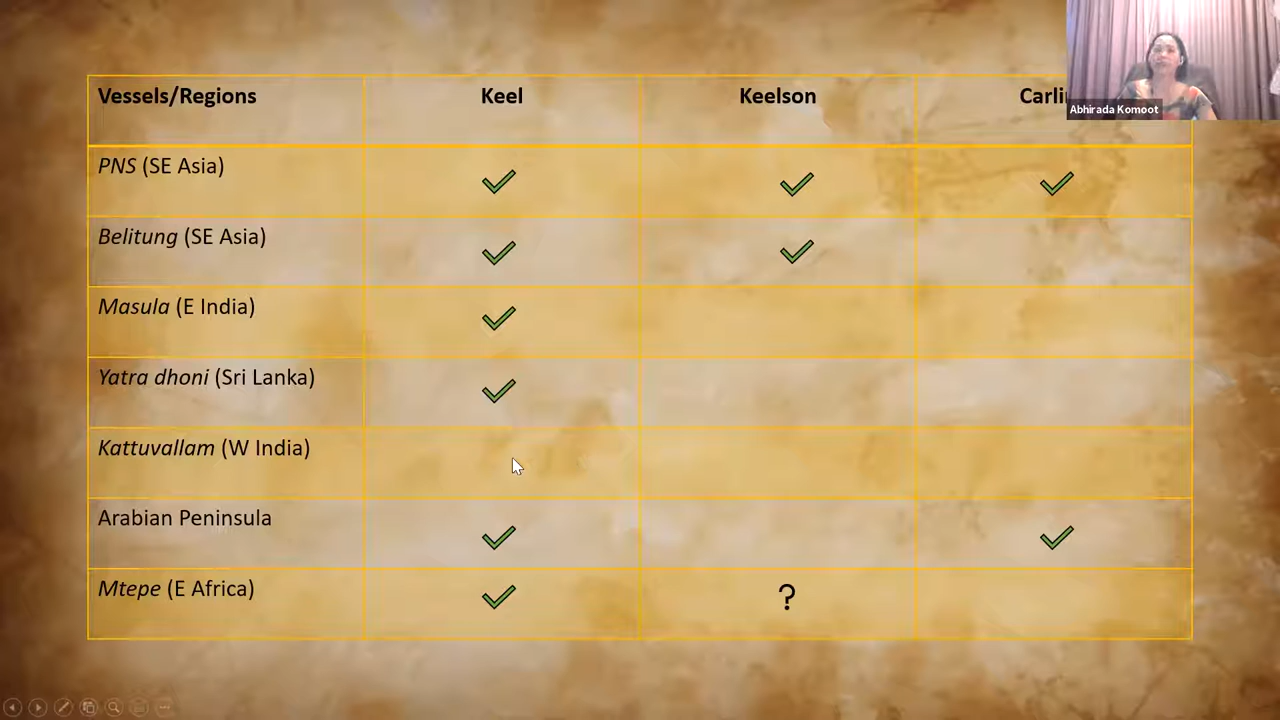 Vessels/Regions Keel Keelson
Abhirada Komoot
PNS (SE Asia)
Belitung (SE Asia)
Masula (E India)
Yatra dhoni (Sri Lanka)
Kattuvallam (W India)
Arabian Peninsula
Mtepe (E Africa) ?